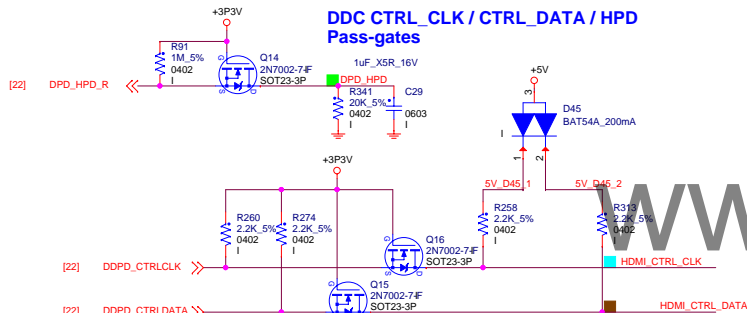 DDC CTRL_CLK / CTRL_DATA / HPD
Pass-gates
+3P3V
R91
1M_5%
0402
I
G
S
D
Q14
2N7002-7-F
SOT23-3P
1uF_X5R_16V
[22]
DPD_HPD_R
DPD_HPD
R341
20K_5%
0402
I
C29
0603
I
+5V
3
D45
BAT54A_200mA
I
1
2
+3P3V
5V_D45_1
5V_D45_2
R260
2.2K_5%
0402
I
R274
2.2K_5%
0402
I
R258
2.2K_5%
0402
I
R313
2.2K_5%
0402
I
G
S
D
Q16
2N7002-7-F
SOT23-3P
[22]
DDPD_CTRLCLK
HDMI_CTRL_CLK
G
Q15
2N7002-7-F
SOT23-3P
[22]
DDPD_CTRLDATA
HDMI_CTRL_DATA